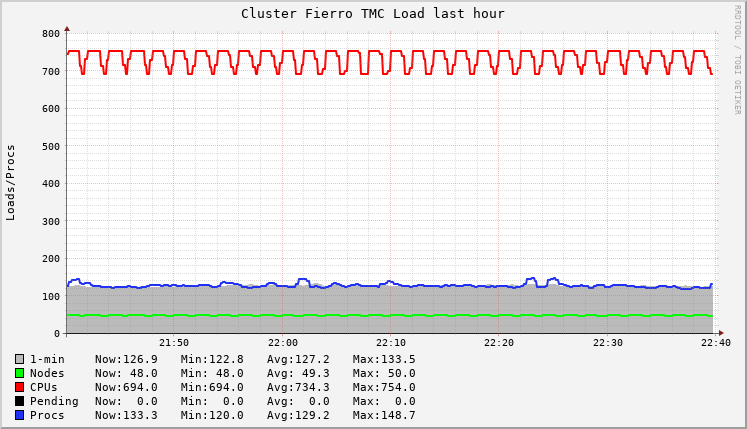 Cluster Fierro TMC Load last hour
RRDTOOL / TOBI OETIKER
Loads/Procs
800
700
600
500
400
300
200
100
0
21:50 22:00 22:10 22:20 22:30 22:40
1-min Now:126.9 Min:122.8 Avg:127.2 Max:133.5
Nodes Now: 48.0 Min: 48.0 Avg: 49.3 Max: 50.0
CPUs Now:694.0 Min:694.0 Avg:734.3 Max:754.0
Pending Now: 0.0 Min: 0.0 Avg: 0.0 Max: 0.0
Procs Now:133.3 Min:120.0 Avg:129.2 Max:148.7